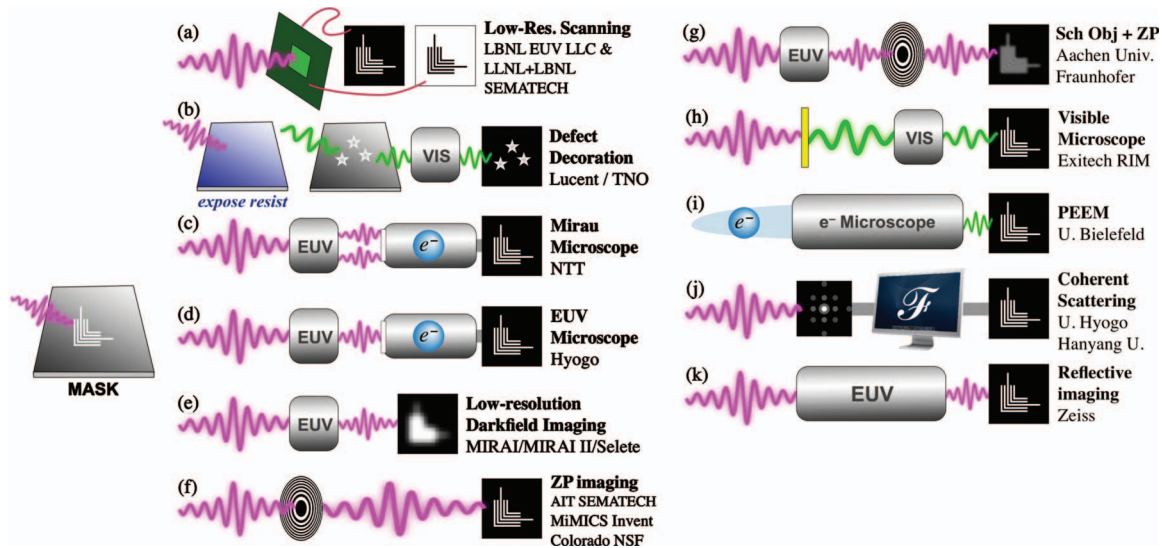 MASK
(a)
Low-Res. Scanning
LBNL EUV LLC &
LLNL+LBNL
SEMATECH
(b)
expose resist
VIS
Defect
Decoration
Lucent / TNO
(c)
EUV
e⁻
Mirau
Microscope
NTT
(d)
EUV
e⁻
EUV
Microscope
Hyogo
(e)
EUV
Low-resolution
Darkfield Imaging
MIRAI/MIRAI II/Selete
(f)
ZP imaging
AIT SEMATECH
MiMICS Invent
Colorado NSF
(g)
EUV
Sch Obj + ZP
Aachen Univ.
Fraunhofer
(h)
VIS
Visible
Microscope
Exitech RIM
(i)
e⁻
e⁻ Microscope
PEEM
U. Bielefeld
(j)
Coherent
Scattering
U. Hyogo
Hanyang U.
(k)
EUV
Reflective
imaging
Zeiss